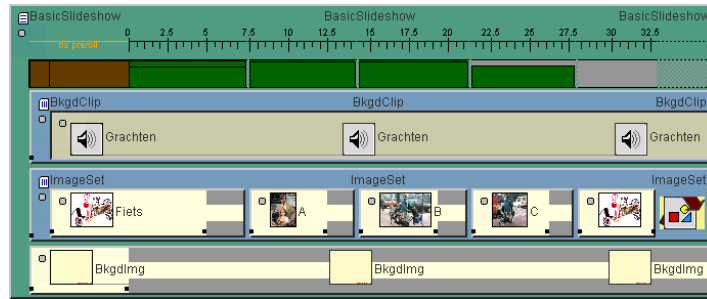 BasicSlideshow BasicSlideshow BasicSlideshow
6s preroll 0 2.5 5 7.5 10 12.5 15 17.5 20 22.5 25 27.5 30 32.5
BkgdClip BkgdClip BkgdClip
Grachten Grachten Grachten
ImageSet ImageSet ImageSet
Fiets A B C
BkgdImg BkgdImg BkgdImg